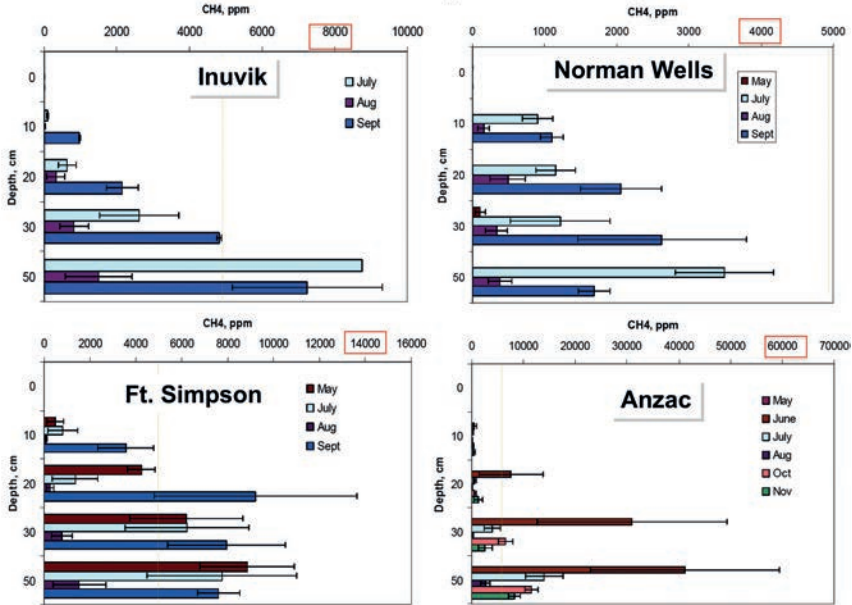 CH4, ppm
0 2000 4000 6000 8000 10000
Inuvik
July
Aug
Sept
Depth, cm
0
10
20
30
50
CH4, ppm
0 1000 2000 3000 4000 5000
Norman Wells
May
July
Aug
Sept
Depth, cm
0
10
20
30
50
CH4, ppm
0 2000 4000 6000 8000 10000 12000 14000 16000
Ft. Simpson
May
July
Aug
Sept
Depth, cm
0
10
20
30
50
CH4, ppm
0 10000 20000 30000 40000 50000 60000 70000
Anzac
May
June
July
Aug
Oct
Nov
Depth, cm
0
10
20
30
50